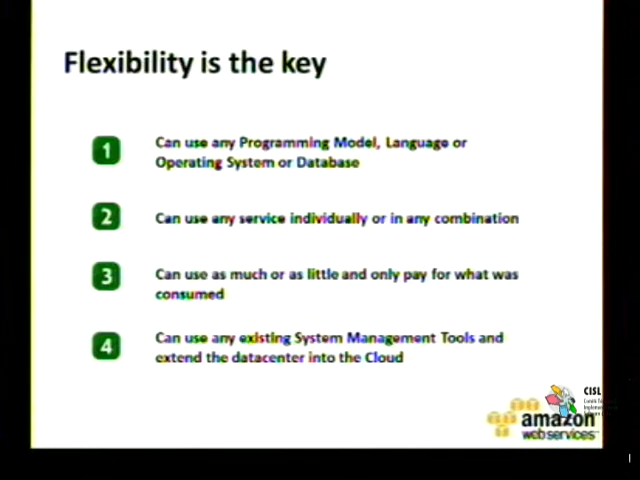 Flexibility is the key
1
Can use any Programming Model, Language or
Operating System or Database
2
Can use any service individually or in any combination
3
Can use as much or as little and only pay for what was
consumed
4
Can use any existing System Management Tools and
extend the datacenter into the Cloud
CISL
amazon
webservices